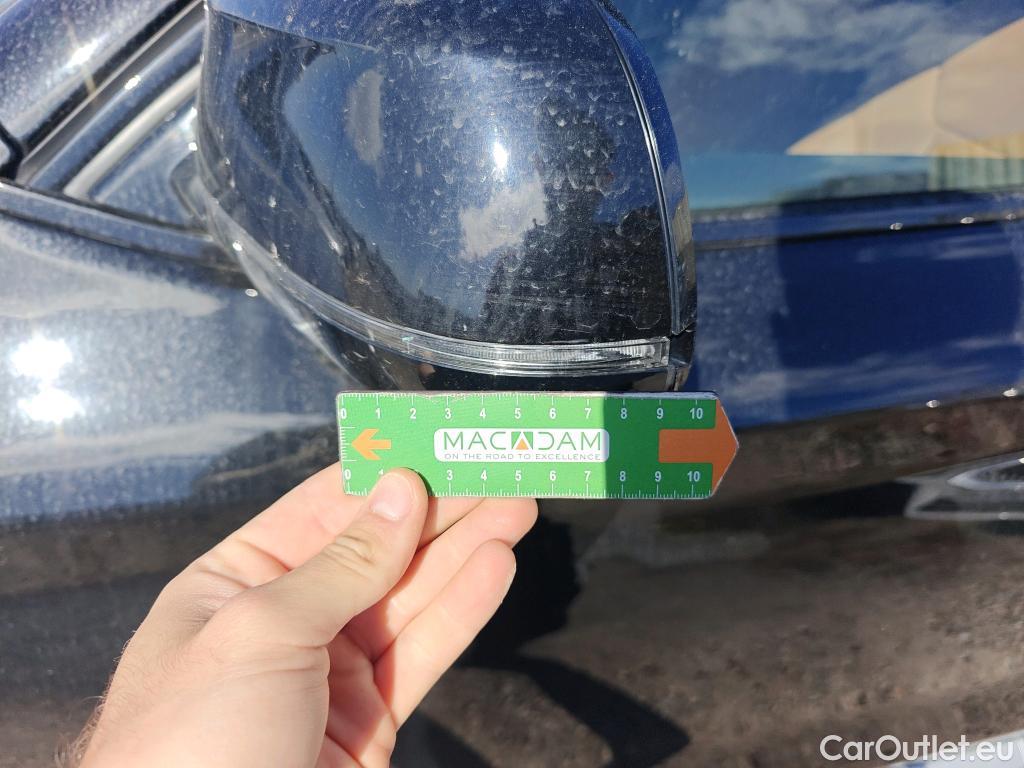 0 1 2 3 4 5 6 7 8 9 10
MACADAM
ON THE ROAD TO EXCELLENCE
0 1 3 4 5 6 7 8 9 10
CarOutlet.eu